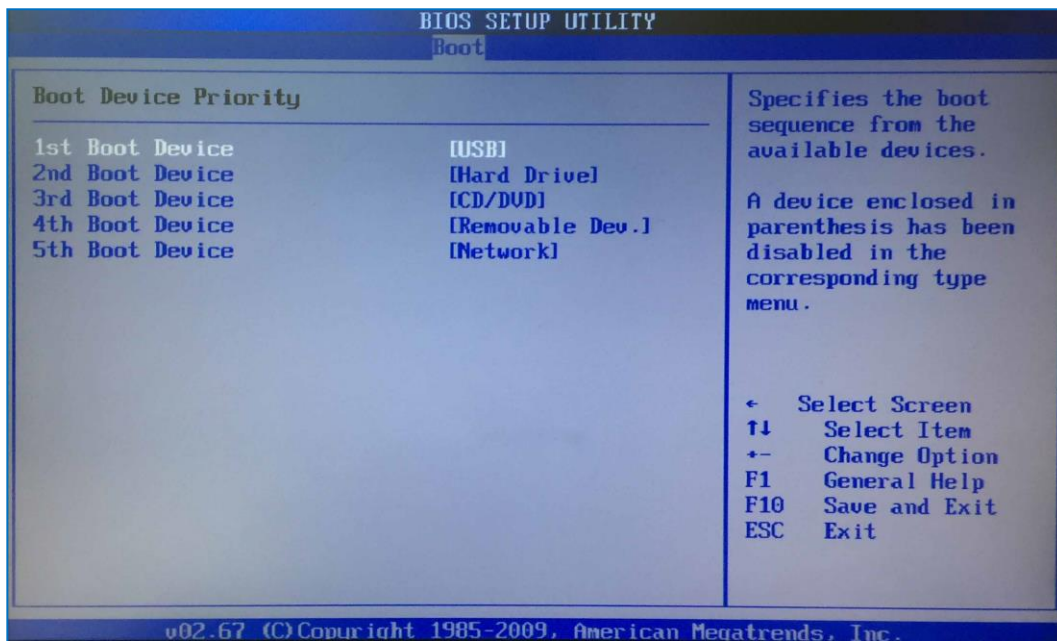 BIOS SETUP UTILITY
Boot
Boot Device Priority
1st Boot Device [USB]
2nd Boot Device [Hard Drive]
3rd Boot Device [CD/DVD]
4th Boot Device [Removable Dev.]
5th Boot Device [Network]
Specifies the boot
sequence from the
available devices.
A device enclosed in
parenthesis has been
disabled in the
corresponding type
menu.
← Select Screen
↑↓ Select Item
+- Change Option
F1 General Help
F10 Save and Exit
ESC Exit
v02.67 (C)Copyright 1985-2009, American Megatrends, Inc.